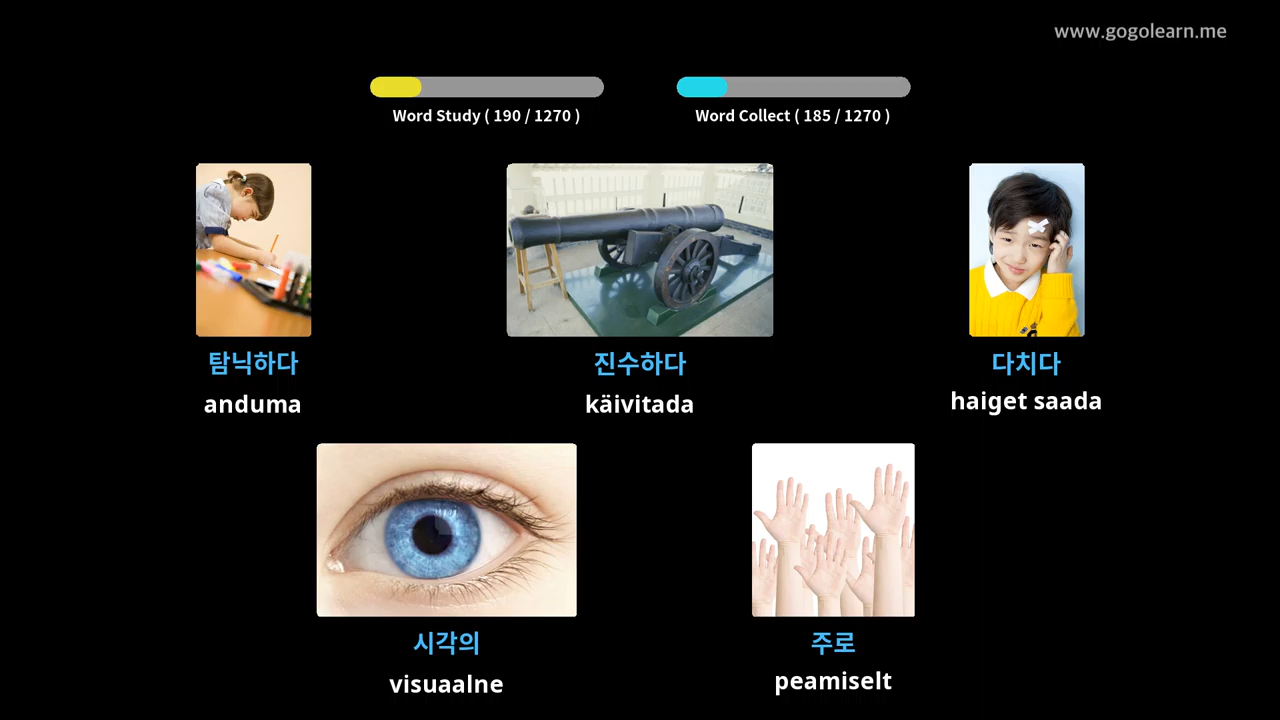 www.gogolearn.me
Word Study ( 190 / 1270 )
Word Collect ( 185 / 1270 )
탐닉하다
anduma
진수하다
käivitada
다치다
haiget saada
시각의
visuaalne
주로
peamiselt